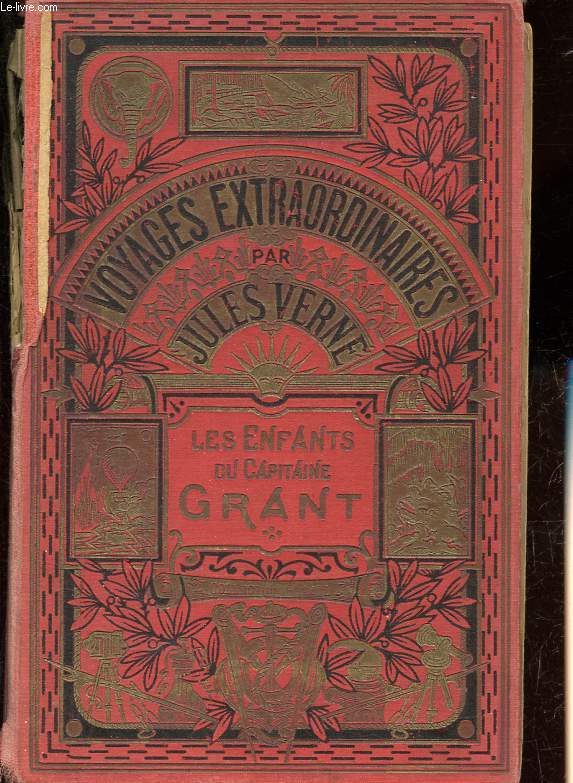 Le-livre.com
VOYAGES EXTRAORDINAIRES
PAR
JULES VERNE
LES ENFANTS
DU CAPITAINE
GRANT